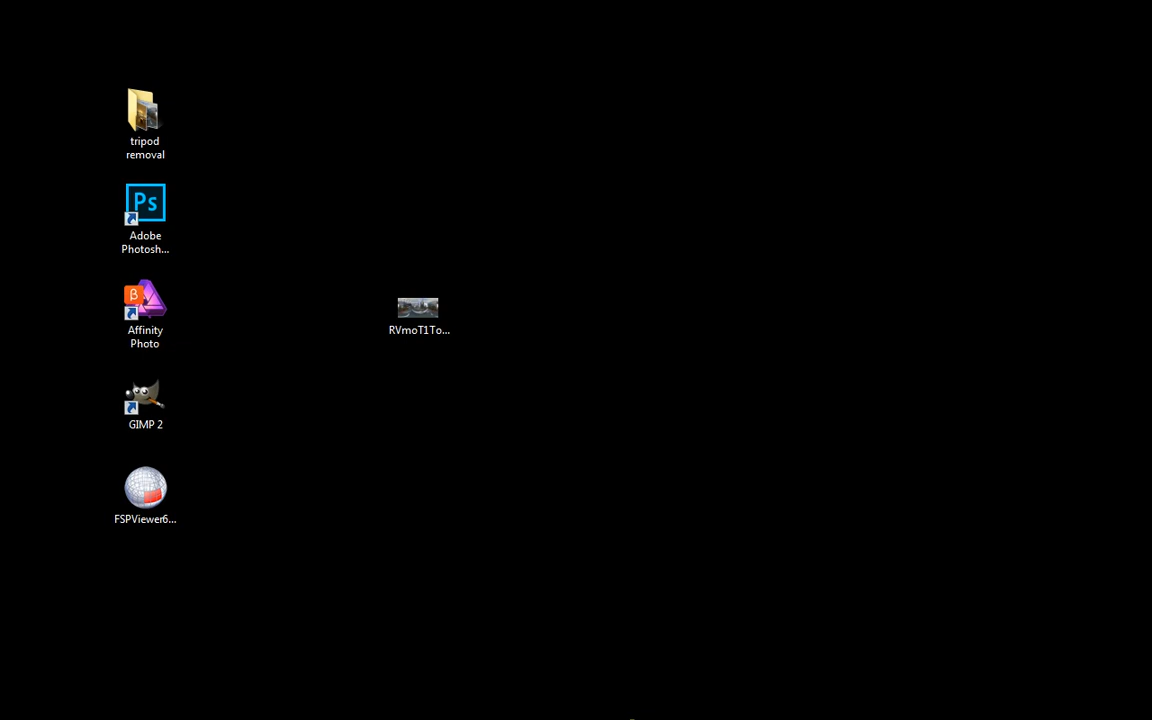 tripod
removal
Ps
Adobe
Photosh...
β
Affinity
Photo
RVmoT1To...
GIMP 2
FSPViewer6...